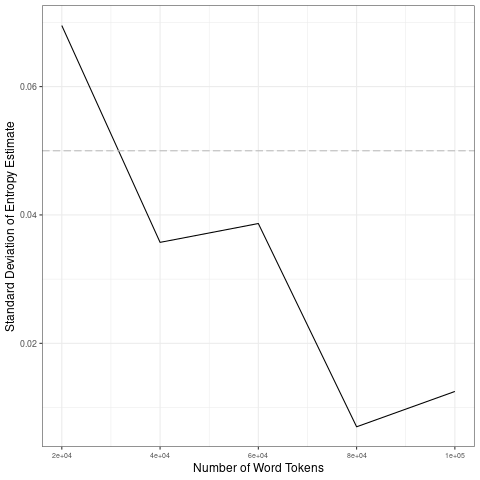 Standard Deviation of Entropy Estimate
0.06
0.04
0.02
2e+04 4e+04 6e+04 8e+04 1e+05
Number of Word Tokens